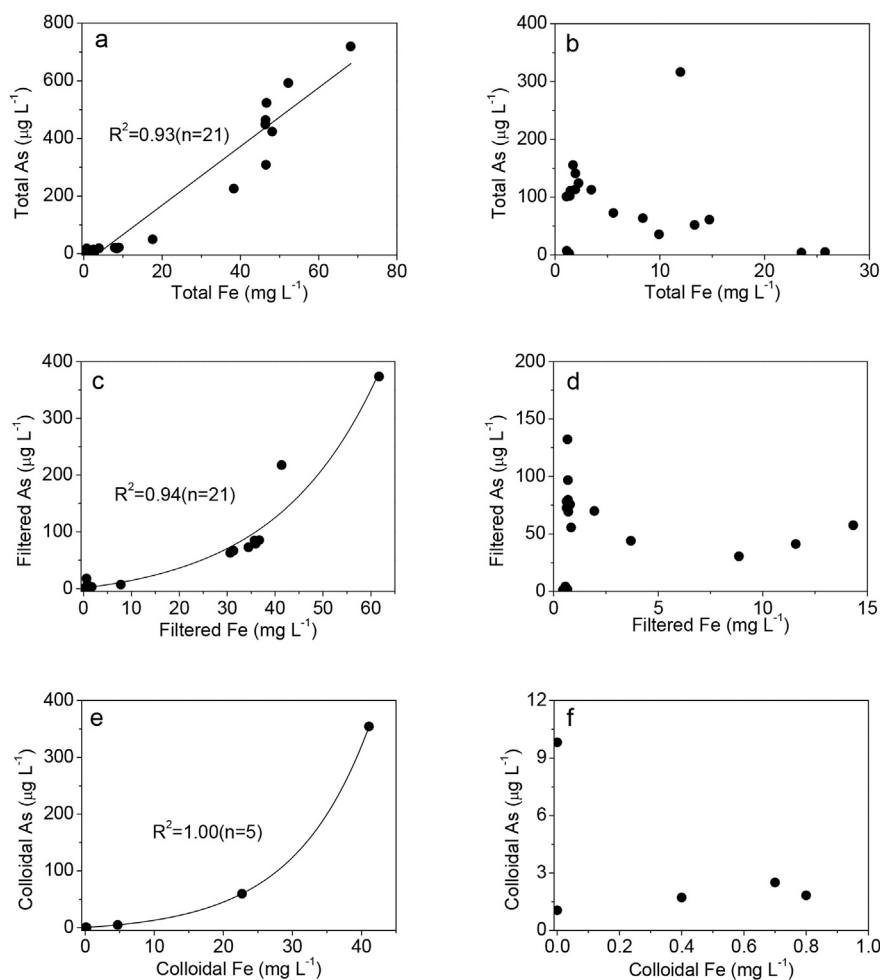 a
800
600
400
200
0
Total As (μg L⁻¹)
R²=0.93(n=21)
0 20 40 60 80
Total Fe (mg L⁻¹)
b
400
300
200
100
0
Total As (μg L⁻¹)
0 10 20 30
Total Fe (mg L⁻¹)
c
400
300
200
100
0
Filtered As (μg L⁻¹)
R²=0.94(n=21)
0 10 20 30 40 50 60
Filtered Fe (mg L⁻¹)
d
200
150
100
50
0
Filtered As (μg L⁻¹)
0 5 10 15
Filtered Fe (mg L⁻¹)
e
400
300
200
100
0
Colloidal As (μg L⁻¹)
R²=1.00(n=5)
0 10 20 30 40
Colloidal Fe (mg L⁻¹)
f
12
9
6
3
0
Colloidal As (μg L⁻¹)
0.0 0.2 0.4 0.6 0.8 1.0
Colloidal Fe (mg L⁻¹)